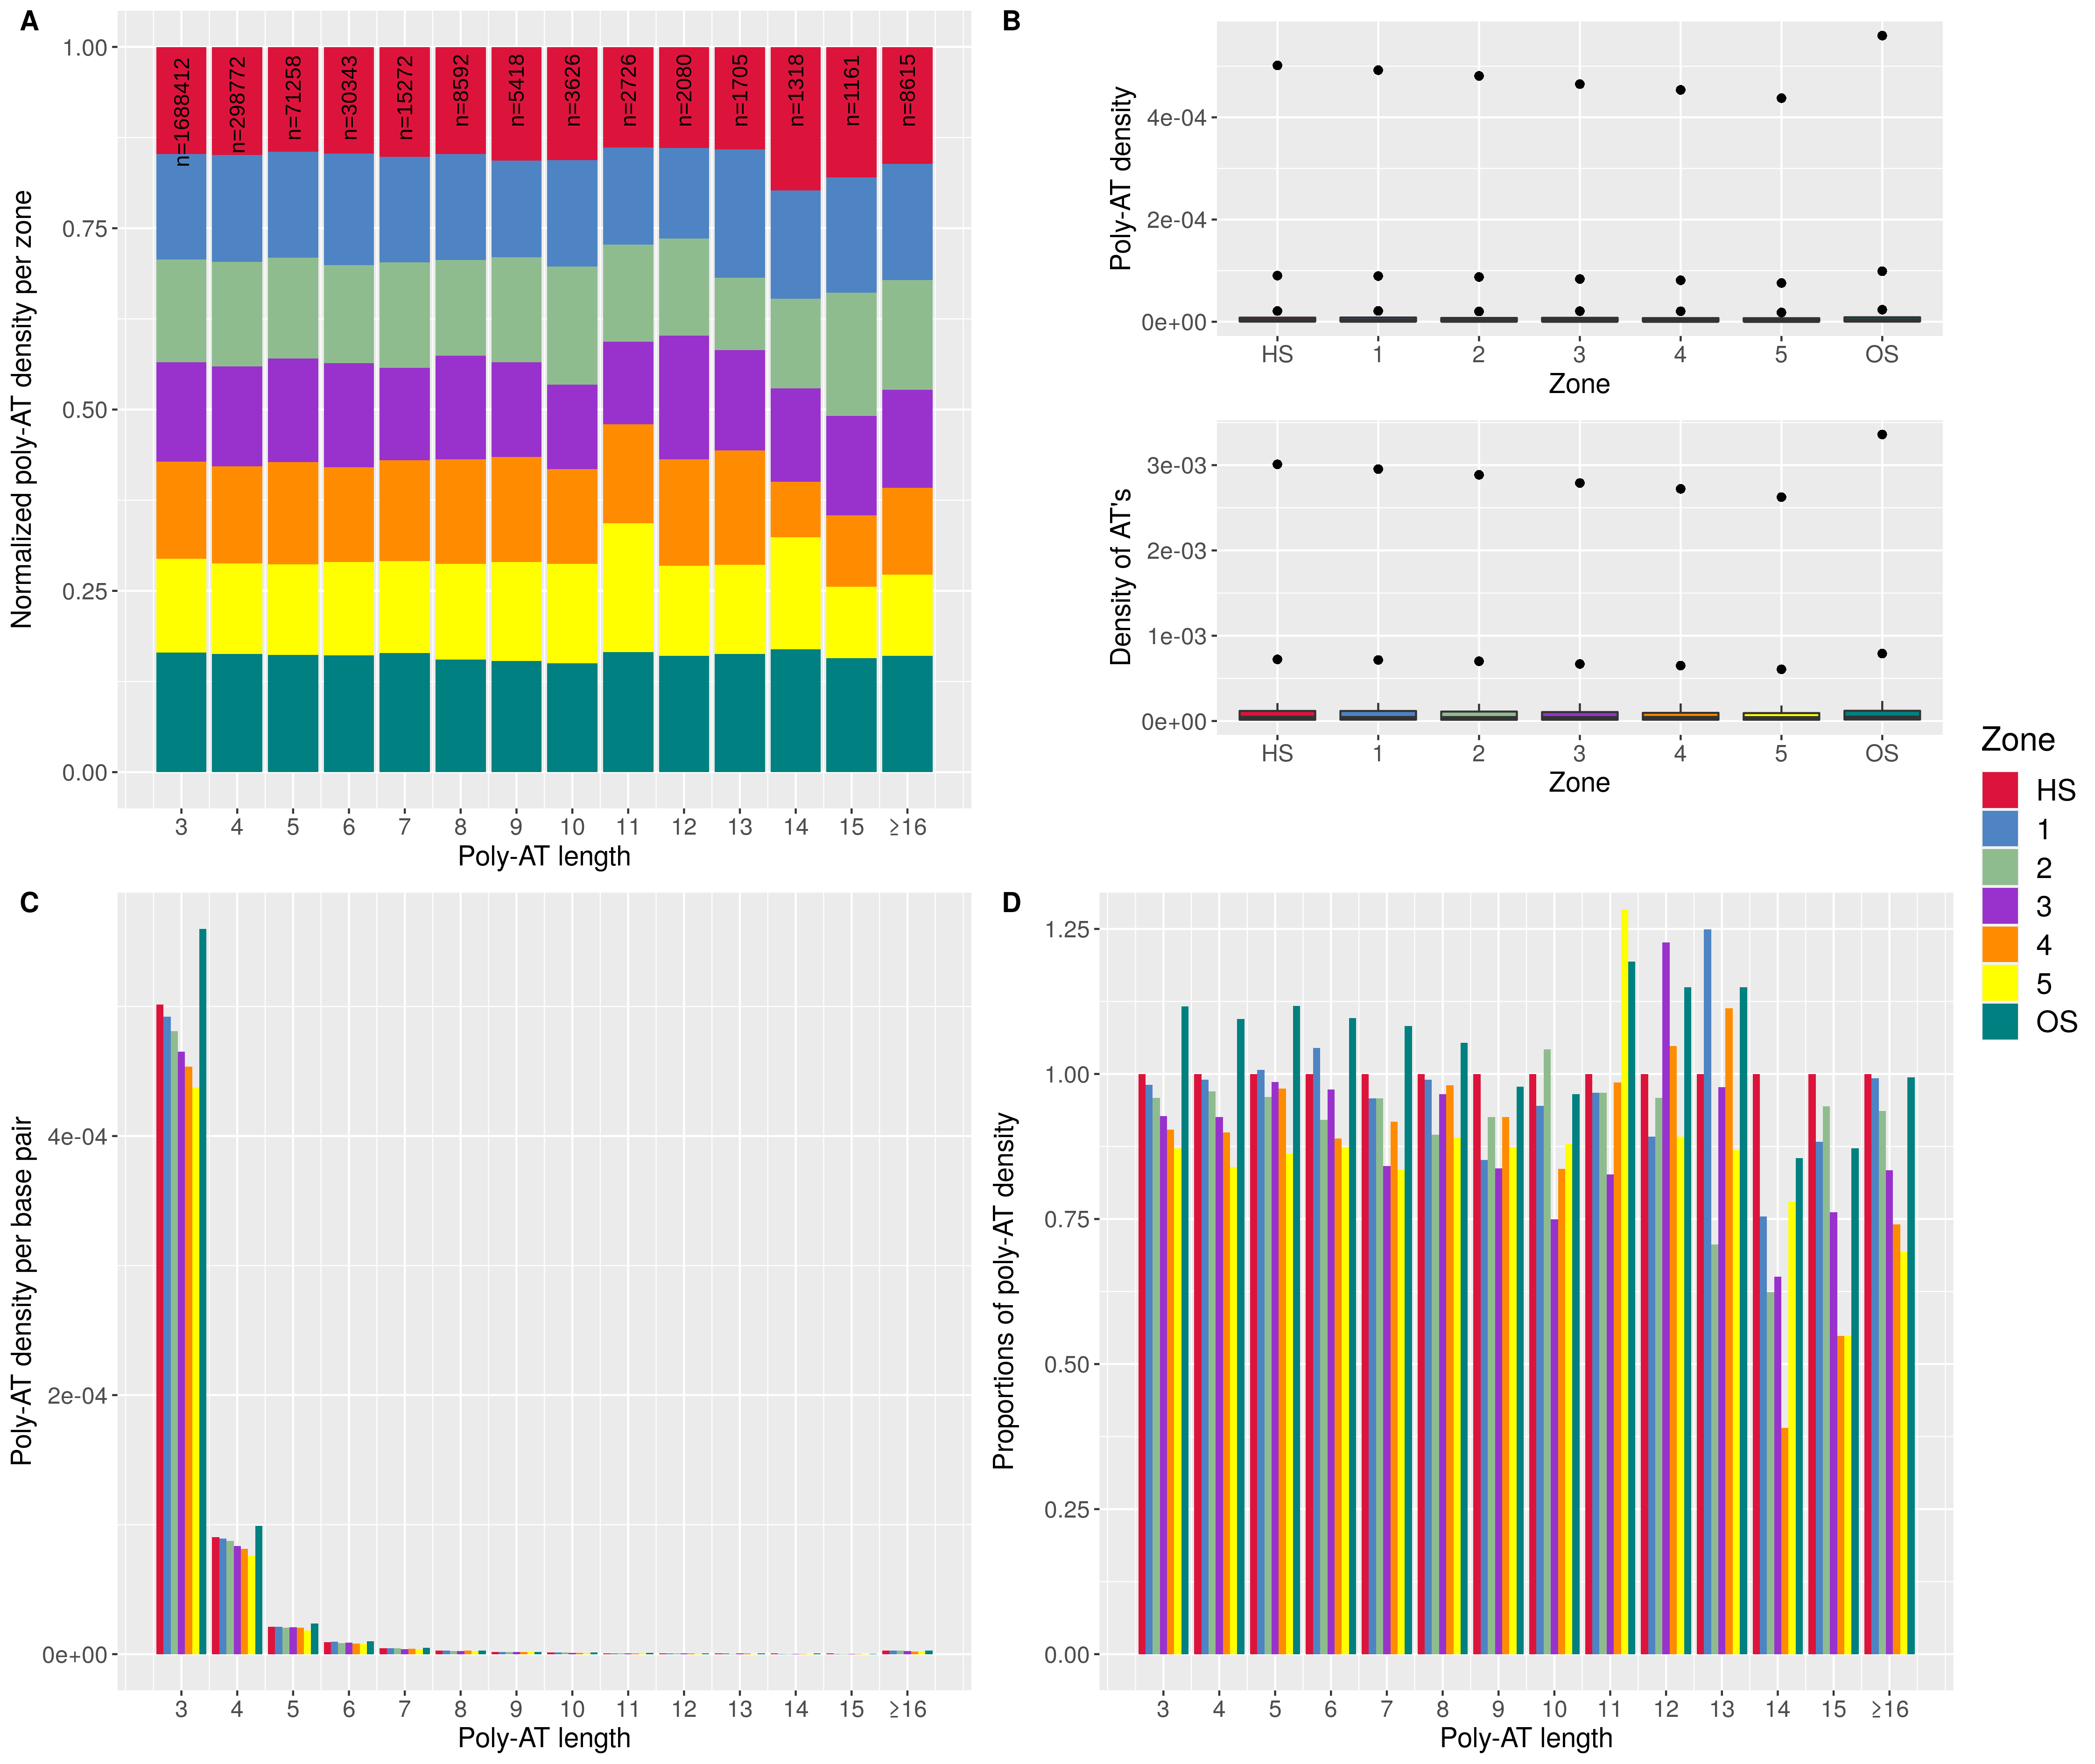 A
Normalized poly-AT density per zone
1.00
0.75
0.50
0.25
0.00
n=1688412
n=298772
n=71258
n=30343
n=15272
n=8592
n=5418
n=3626
n=2726
n=2080
n=1705
n=1318
n=1161
n=8615
3 4 5 6 7 8 9 10 11 12 13 14 15 ≥16
Poly-AT length
B
Poly-AT density
4e-04
2e-04
0e+00
HS 1 2 3 4 5 OS
Zone
Density of AT's
3e-03
2e-03
1e-03
0e+00
HS 1 2 3 4 5 OS
Zone
Zone
HS
1
2
3
4
5
OS
C
Poly-AT density per base pair
4e-04
2e-04
0e+00
3 4 5 6 7 8 9 10 11 12 13 14 15 ≥16
Poly-AT length
D
Proportions of poly-AT density
1.25
1.00
0.75
0.50
0.25
0.00
3 4 5 6 7 8 9 10 11 12 13 14 15 ≥16
Poly-AT length